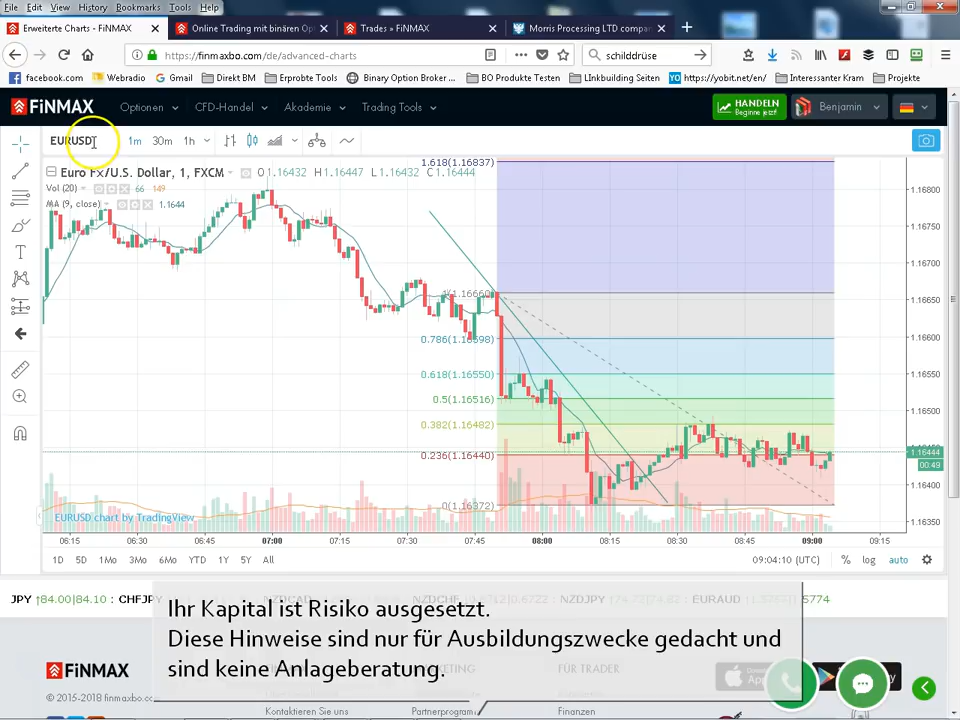 File Edit View History Bookmarks Tools Help
Erweiterte Charts - FiNMAX
Online Trading mit binären Opt
Trades » FiNMAX
Morris Processing LTD compan
https://finmaxbo.com/de/advanced-charts
schilddrüse
facebook.com Webradio Gmail Direkt BM Erprobte Tools Binary Option Broker ... BO Produkte Testen LInkbuilding Seiten https://yobit.net/en/ Interessanter Kram Projekte
FiNMAX
Optionen CFD-Handel Akademie Trading Tools
HANDELN
Beginne jetzt!
Benjamin
EURUSD 1m 30m 1h
Euro Fx/U.S. Dollar, 1, FXCM O 1.16432 H 1.16447 L 1.16432 C 1.16444
Vol (20) 66 149
MA (9, close) 1.1644
1.618(1.16837)
1(1.16660)
0.786(1.16598)
0.618(1.16550)
0.5(1.16516)
0.382(1.16482)
0.236(1.16440)
0(1.16372)
1.16800
1.16750
1.16700
1.16650
1.16600
1.16550
1.16500
1.16444
00:49
1.16400
1.16350
EURUSD chart by TradingView
06:15 06:30 06:45 07:00 07:15 07:30 07:45 08:00 08:15 08:30 08:45 09:00 09:15
1D 5D 1Mo 3Mo 6Mo YTD 1Y 5Y All
09:04:10 (UTC) % log auto
JPY ↑84.00|84.10 : CHFJPY NZDCAD NZDCHF NZDJPY EURAUD
Ihr Kapital ist Risiko ausgesetzt.
Diese Hinweise sind nur für Ausbildungszwecke gedacht und
sind keine Anlageberatung.
FiNMAX
FÜR TRADER
© 2015-2018 finmaxbo.co
Kontaktieren Sie uns
Partnerprogram
Finanzen